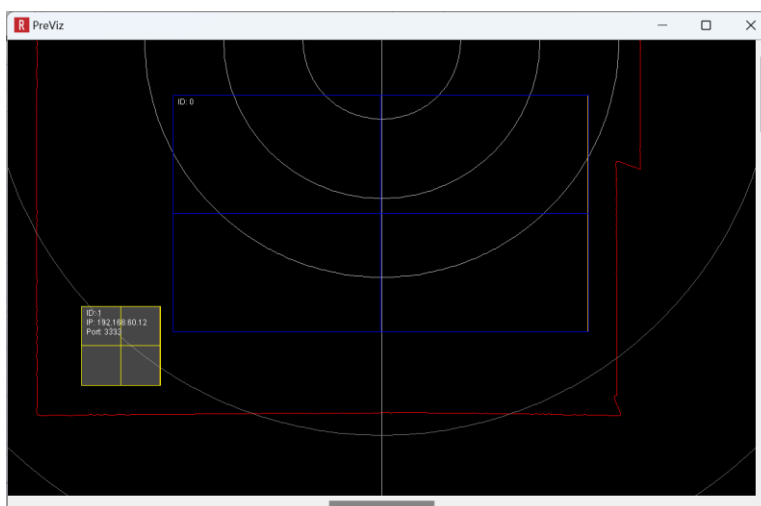 R PreViz
ID: 0
ID: 1
IP: 192.168.60.12
Port: 3333